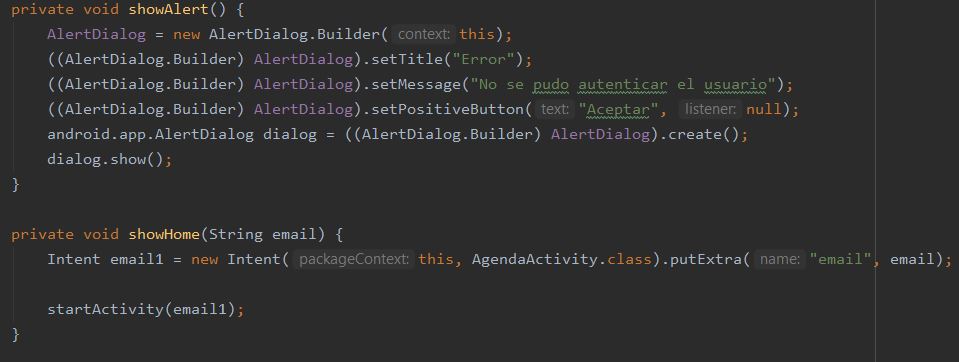 private void showAlert() {
AlertDialog = new AlertDialog.Builder( context: this);
((AlertDialog.Builder) AlertDialog).setTitle("Error");
((AlertDialog.Builder) AlertDialog).setMessage("No se pudo autenticar el usuario");
((AlertDialog.Builder) AlertDialog).setPositiveButton( text: "Aceptar", listener: null);
android.app.AlertDialog dialog = ((AlertDialog.Builder) AlertDialog).create();
dialog.show();
}
private void showHome(String email) {
Intent email1 = new Intent( packageContext: this, AgendaActivity.class).putExtra( name: "email", email);
startActivity(email1);
}